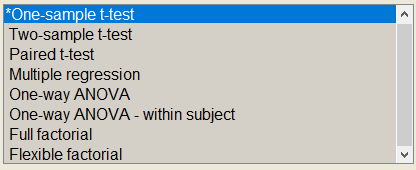 *One-sample t-test
Two-sample t-test
Paired t-test
Multiple regression
One-way ANOVA
One-way ANOVA - within subject
Full factorial
Flexible factorial